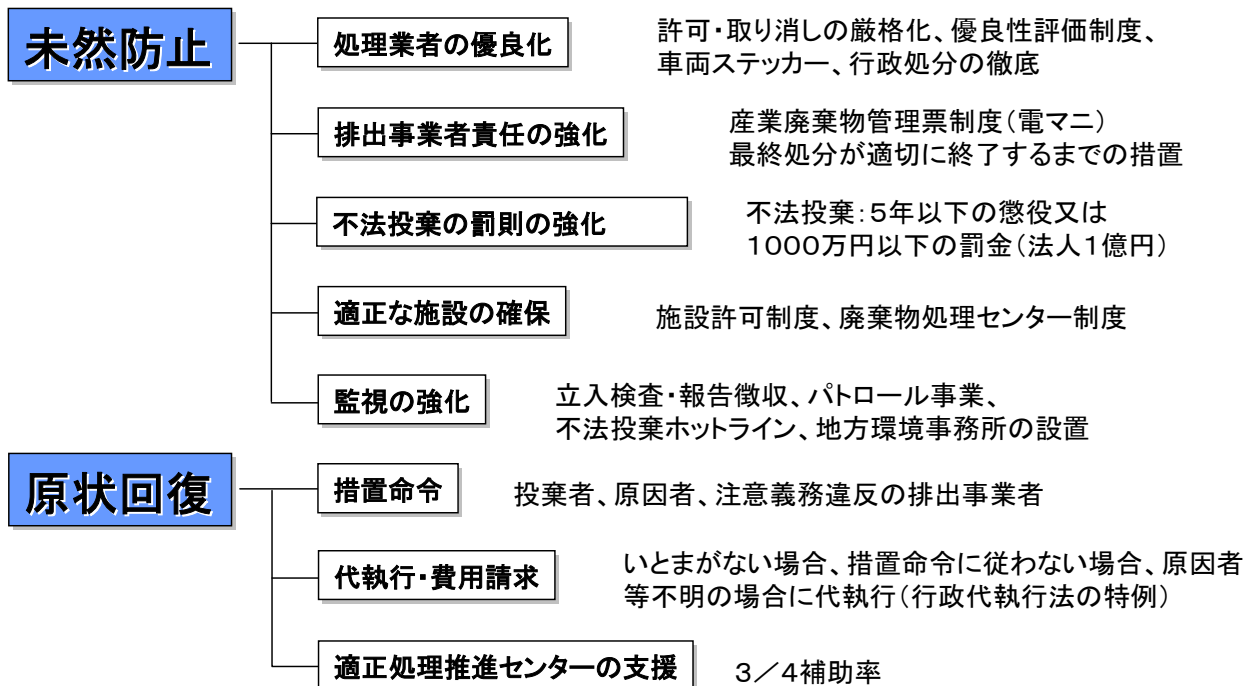 未然防止
処理業者の優良化
許可・取り消しの厳格化、優良性評価制度、
車両ステッカー、行政処分の徹底
排出事業者責任の強化
産業廃棄物管理票制度(電マニ)
最終処分が適切に終了するまでの措置
不法投棄の罰則の強化
不法投棄:5年以下の懲役又は
1000万円以下の罰金(法人1億円)
適正な施設の確保
施設許可制度、廃棄物処理センター制度
監視の強化
立入検査・報告徴収、パトロール事業、
不法投棄ホットライン、地方環境事務所の設置
原状回復
措置命令
投棄者、原因者、注意義務違反の排出事業者
代執行・費用請求
いとまがない場合、措置命令に従わない場合、原因者
等不明の場合に代執行(行政代執行法の特例)
適正処理推進センターの支援
3/4補助率